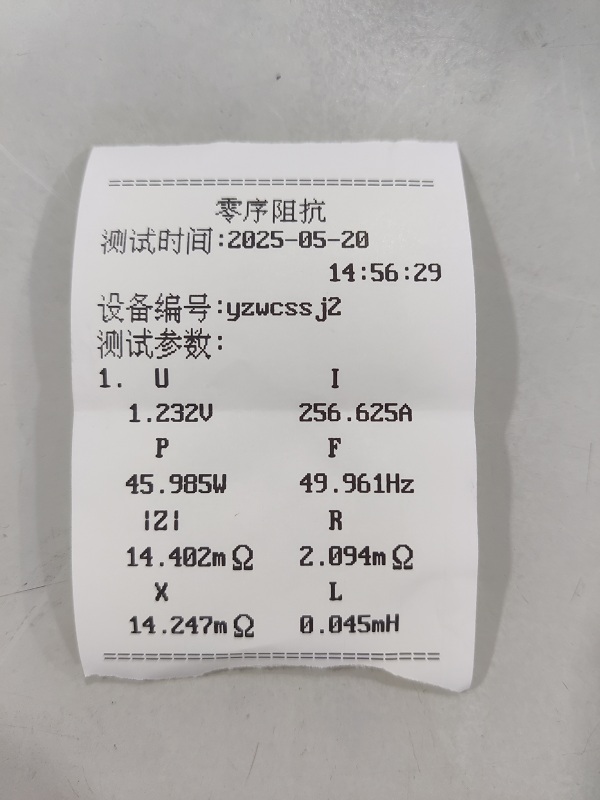 ================================
零序阻抗
测试时间:2025-05-20
14:56:29
设备编号:yzwcssj2
测试参数:
1. U I
1.232V 256.625A
P F
45.985W 49.961Hz
|Z| R
14.402mΩ 2.094mΩ
X L
14.247mΩ 0.045mH
================================